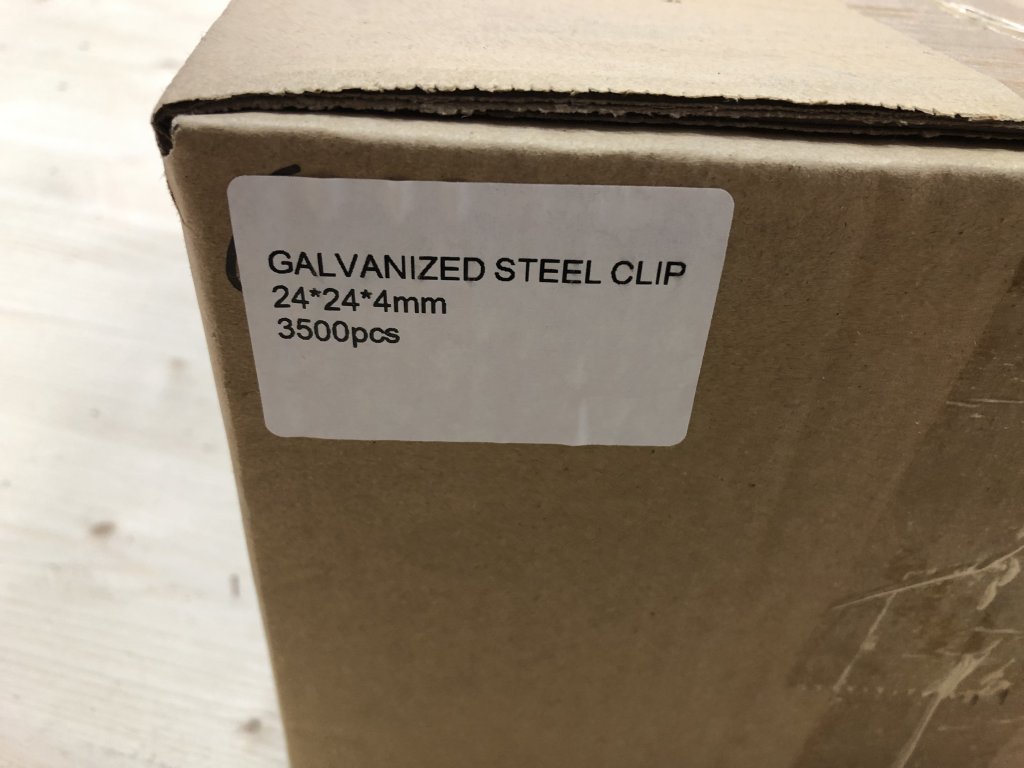 GALVANIZED STEEL CLIP
24*24*4mm
3500pcs